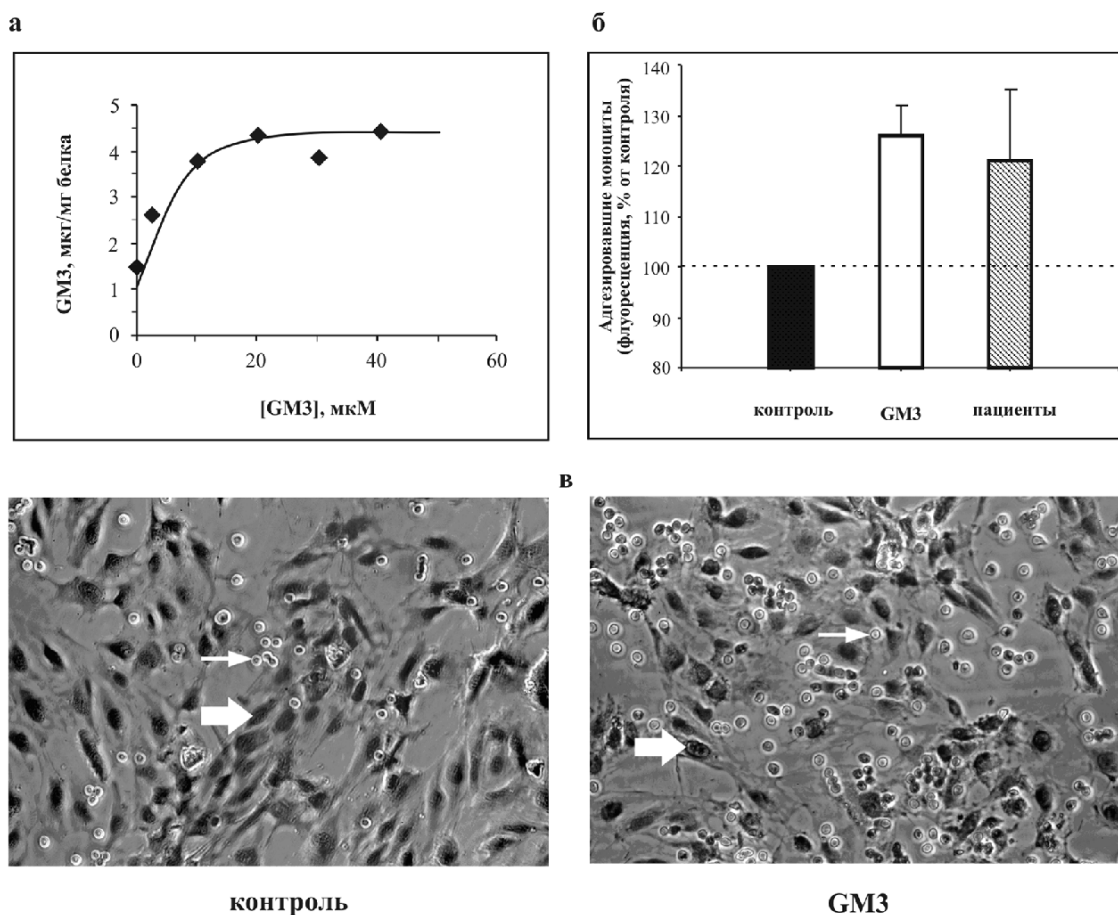 а
б
5
4
3
2
1
0
0
20
40
60
GM3, мкг/мг белка
[GM3], мкМ
140
130
120
110
100
90
80
Адгезировавшие моноциты
(флуоресценция, % от контроля)
контроль
GM3
пациенты
в
контроль
GM3